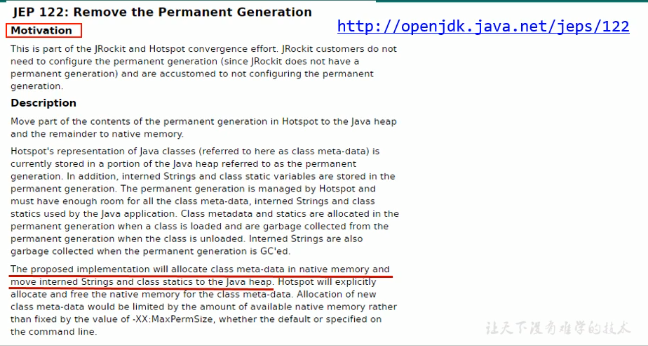 JEP 122: Remove the Permanent Generation
http://openjdk.java.net/jeps/122
Motivation
This is part of the JRockit and Hotspot convergence effort. JRockit customers do not
need to configure the permanent generation (since JRockit does not have a
permanent generation) and are accustomed to not configuring the permanent
generation.
Description
Move part of the contents of the permanent generation in Hotspot to the Java heap
and the remainder to native memory.
Hotspot's representation of Java classes (referred to here as class meta-data) is
currently stored in a portion of the Java heap referred to as the permanent
generation. In addition, interned Strings and class static variables are stored in the
permanent generation. The permanent generation is managed by Hotspot and
must have enough room for all the class meta-data, interned Strings and class
statics used by the Java application. Class metadata and statics are allocated in the
permanent generation when a class is loaded and are garbage collected from the
permanent generation when the class is unloaded. Interned Strings are also
garbage collected when the permanent generation is GC'ed.
The proposed implementation will allocate class meta-data in native memory and
move interned Strings and class statics to the Java heap. Hotspot will explicitly
allocate and free the native memory for the class meta-data. Allocation of new
class meta-data would be limited by the amount of available native memory rather
than fixed by the value of -XX:MaxPermSize, whether the default or specified on
the command line.
让天下没有难学的技术